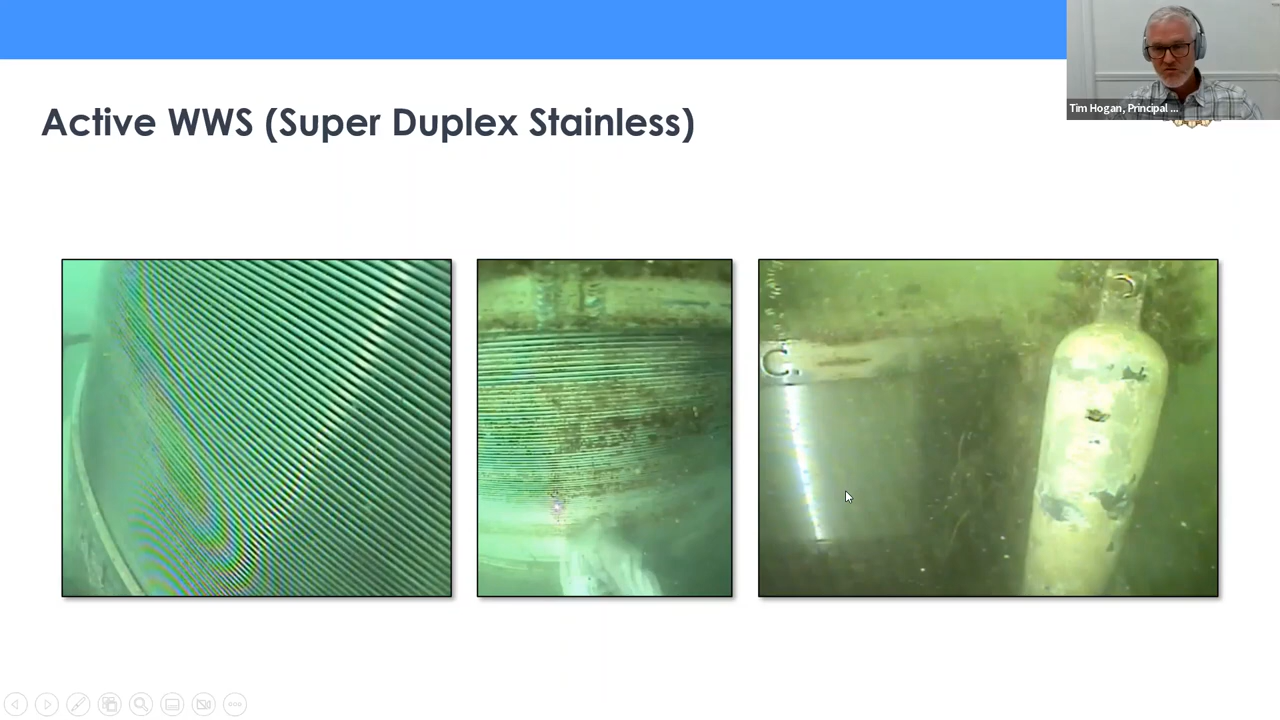 Active WWS (Super Duplex Stainless)
Tim Hogan, Principal ...
C.